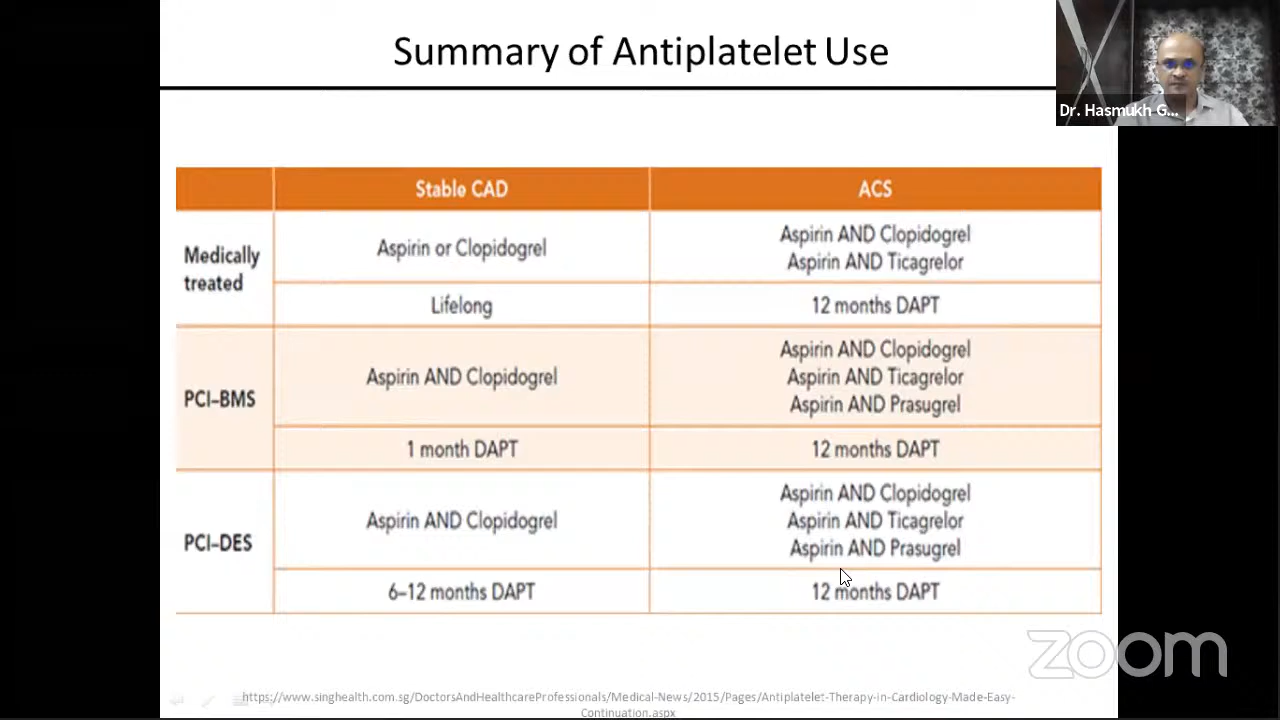 Summary of Antiplatelet Use
Dr. Hasmukh G...
Stable CAD
ACS
Medically
treated
Aspirin or Clopidogrel
Aspirin AND Clopidogrel
Aspirin AND Ticagrelor
Lifelong
12 months DAPT
PCI–BMS
Aspirin AND Clopidogrel
Aspirin AND Clopidogrel
Aspirin AND Ticagrelor
Aspirin AND Prasugrel
1 month DAPT
12 months DAPT
PCI–DES
Aspirin AND Clopidogrel
Aspirin AND Clopidogrel
Aspirin AND Ticagrelor
Aspirin AND Prasugrel
6–12 months DAPT
12 months DAPT
zoom
https://www.singhealth.com.sg/DoctorsAndHealthcareProfessionals/Medical-News/2015/Pages/Antiplatelet-Therapy-in-Cardiology-Made-Easy-
Continuation.aspx